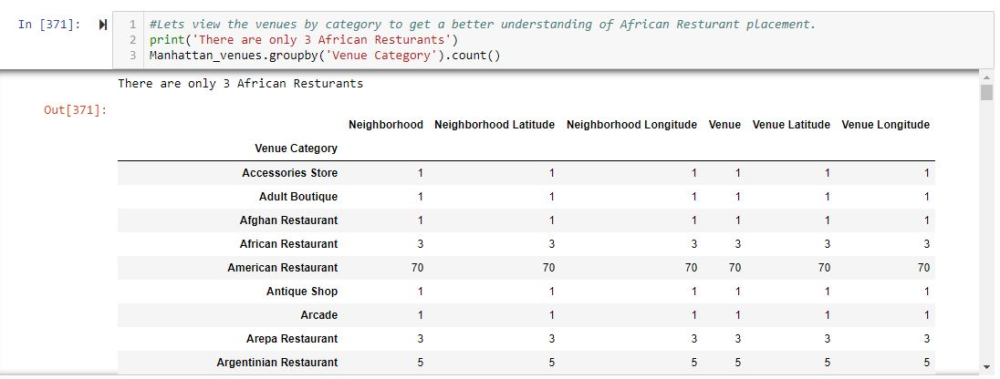 In [371]:
1 #Lets view the venues by category to get a better understanding of African Resturant placement.
2 print('There are only 3 African Resturants')
3 Manhattan_venues.groupby('Venue Category').count()
There are only 3 African Resturants
Out[371]:
Neighborhood Neighborhood Latitude Neighborhood Longitude Venue Venue Latitude Venue Longitude
Venue Category
Accessories Store 1 1 1 1 1 1
Adult Boutique 1 1 1 1 1 1
Afghan Restaurant 1 1 1 1 1 1
African Restaurant 3 3 3 3 3 3
American Restaurant 70 70 70 70 70 70
Antique Shop 1 1 1 1 1 1
Arcade 1 1 1 1 1 1
Arepa Restaurant 3 3 3 3 3 3
Argentinian Restaurant 5 5 5 5 5 5